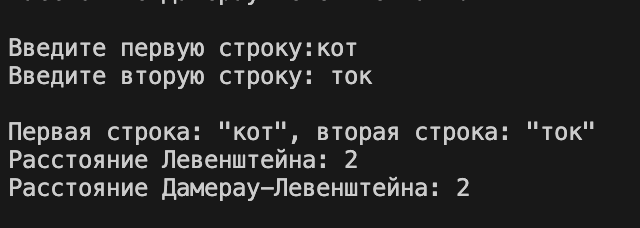 Введите первую строку:кот
Введите вторую строку: ток
Первая строка: "кот", вторая строка: "ток"
Расстояние Левенштейна: 2
Расстояние Дамерау-Левенштейна: 2